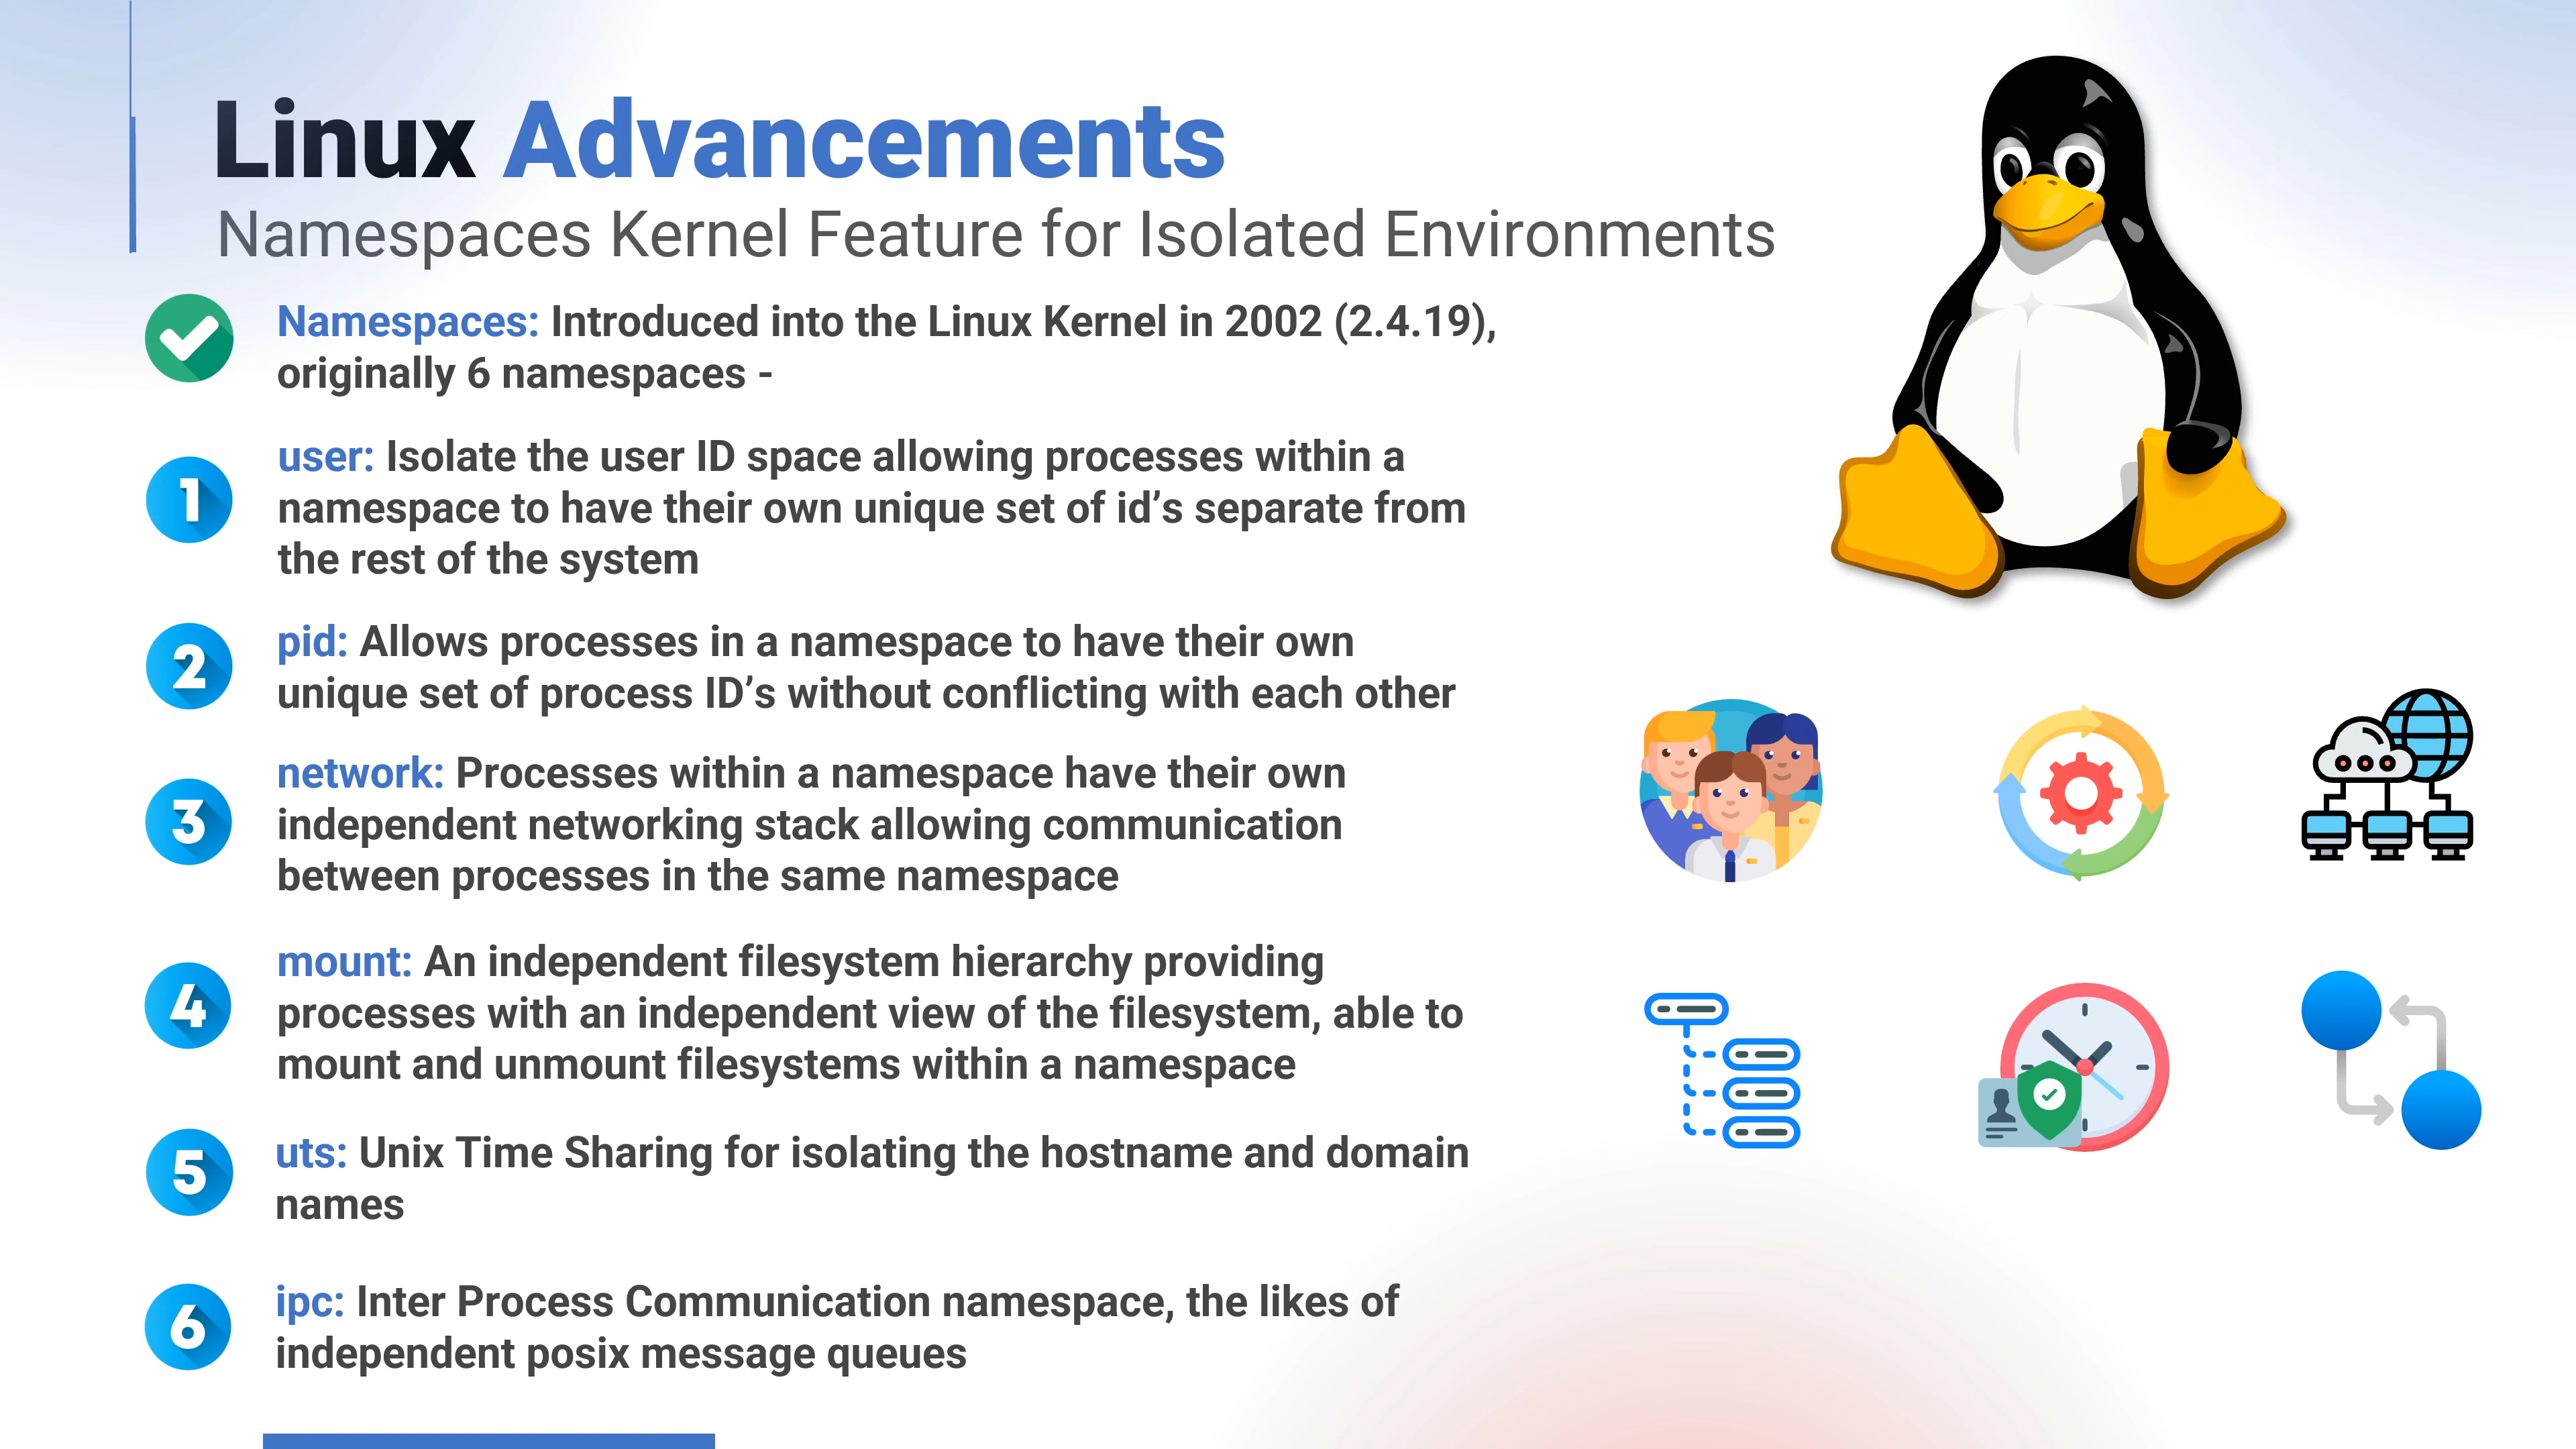 Linux Advancements
Namespaces Kernel Feature for Isolated Environments
Namespaces: Introduced into the Linux Kernel in 2002 (2.4.19),
originally 6 namespaces -
1
user: Isolate the user ID space allowing processes within a
namespace to have their own unique set of id’s separate from
the rest of the system
2
pid: Allows processes in a namespace to have their own
unique set of process ID’s without conflicting with each other
3
network: Processes within a namespace have their own
independent networking stack allowing communication
between processes in the same namespace
4
mount: An independent filesystem hierarchy providing
processes with an independent view of the filesystem, able to
mount and unmount filesystems within a namespace
5
uts: Unix Time Sharing for isolating the hostname and domain
names
6
ipc: Inter Process Communication namespace, the likes of
independent posix message queues